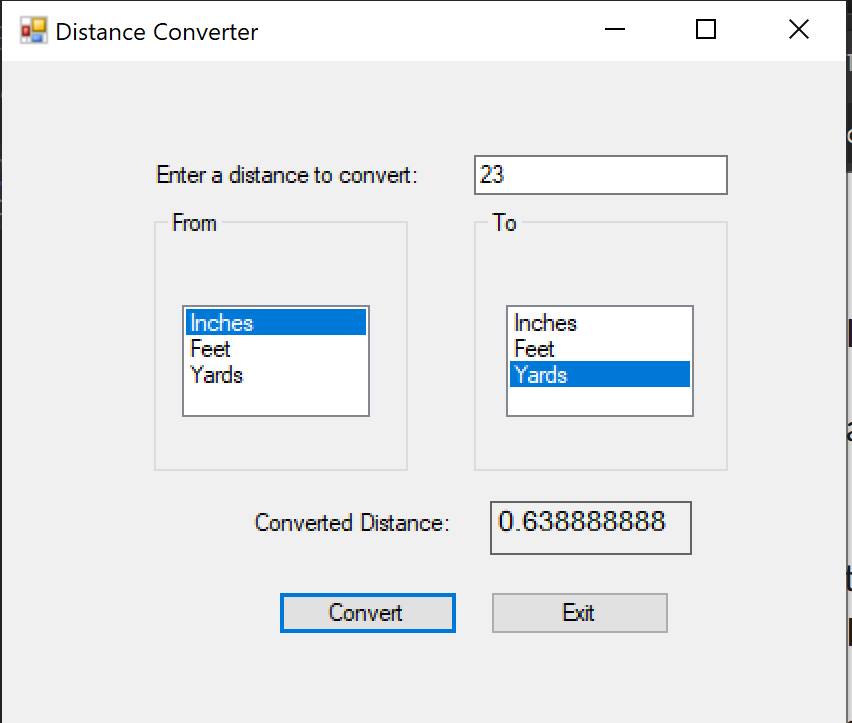 Distance Converter
Enter a distance to convert: 23
From To
Inches Inches
Feet Feet
Yards Yards
Converted Distance: 0.638888888
Convert Exit